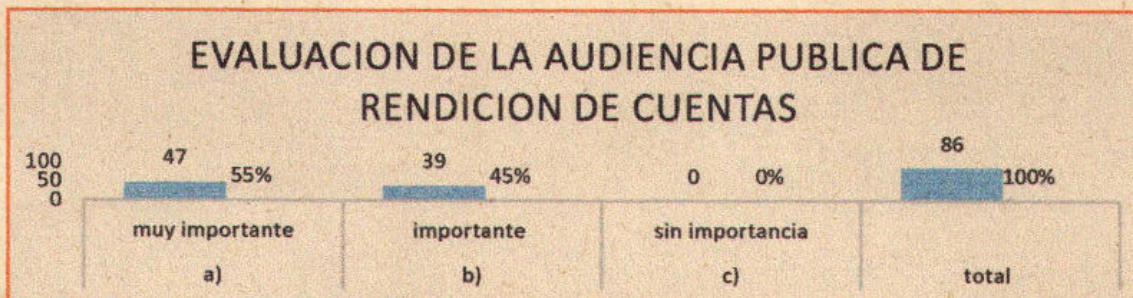 EVALUACION DE LA AUDIENCIA PUBLICA DE
RENDICION DE CUENTAS
100
50
0
47
55%
39
45%
0
0%
86
100%
muy importante
importante
sin importancia
a)
b)
c)
total